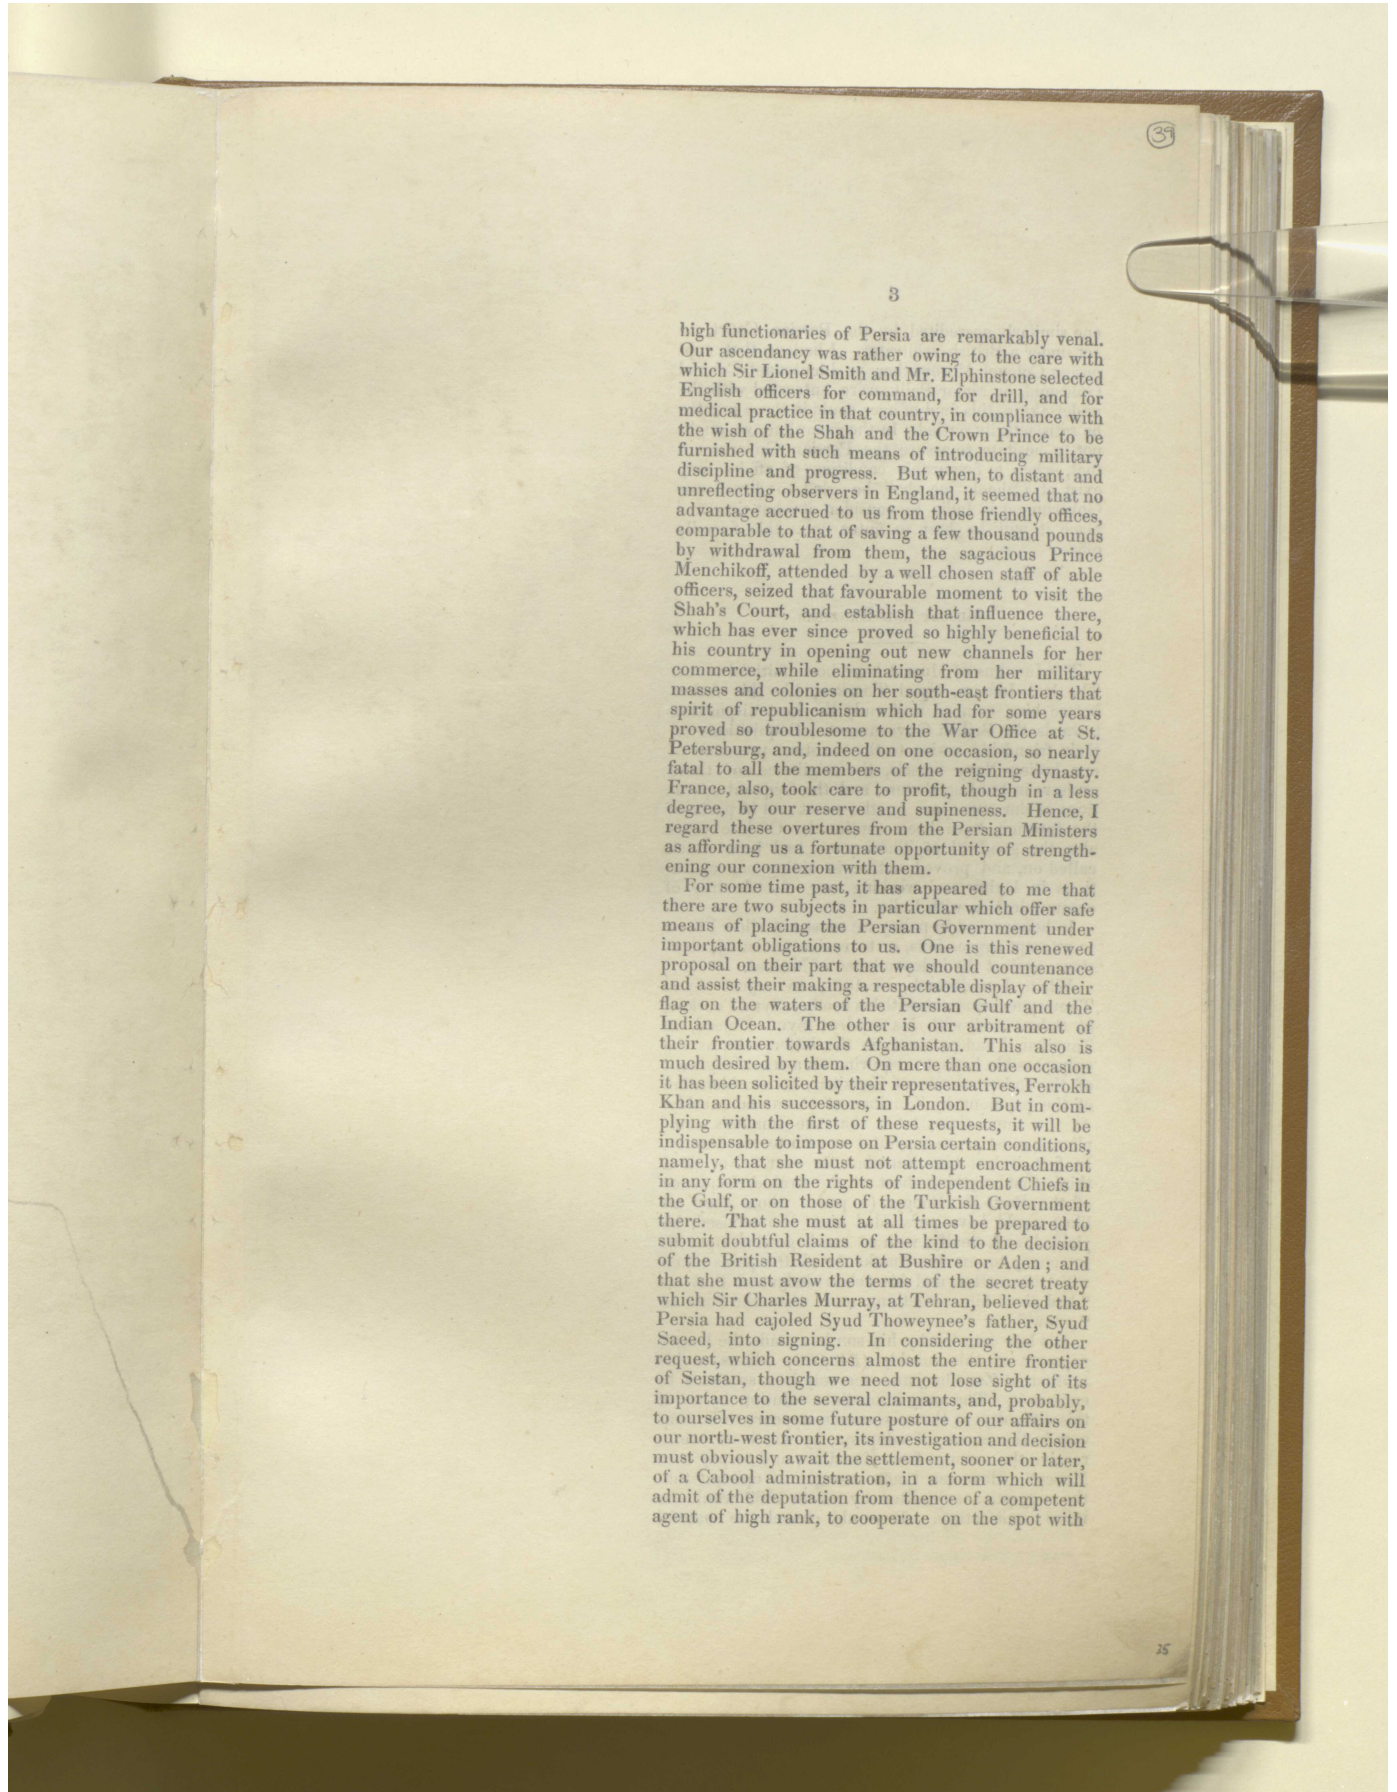 39
3
high functionaries of Persia are remarkably venal.
Our ascendancy was rather owing to the care with
which Sir Lionel Smith and Mr. Elphinstone selected
English officers for command, for drill, and for
medical practice in that country, in compliance with
the wish of the Shah and the Crown Prince to be
furnished with such means of introducing military
discipline and progress. But when, to distant and
unreflecting observers in England, it seemed that no
advantage accrued to us from those friendly offices,
comparable to that of saving a few thousand pounds
by withdrawal from them, the sagacious Prince
Menchikoff, attended by a well chosen staff of able
officers, seized that favourable moment to visit the
Shah's Court, and establish that influence there,
which has ever since proved so highly beneficial to
his country in opening out new channels for her
commerce, while eliminating from her military
masses and colonies on her south-east frontiers that
spirit of republicanism which had for some years
proved so troublesome to the War Office at St.
Petersburg, and, indeed on one occasion, so nearly
fatal to all the members of the reigning dynasty.
France, also, took care to profit, though in a less
degree, by our reserve and supineness. Hence, I
regard these overtures from the Persian Ministers
as affording us a fortunate opportunity of strength-
ening our connexion with them.
For some time past, it has appeared to me that
there are two subjects in particular which offer safe
means of placing the Persian Government under
important obligations to us. One is this renewed
proposal on their part that we should countenance
and assist their making a respectable display of their
flag on the waters of the Persian Gulf and the
Indian Ocean. The other is our arbitrament of
their frontier towards Afghanistan. This also is
much desired by them. On more than one occasion
it has been solicited by their representatives, Ferrokh
Khan and his successors, in London. But in com-
plying with the first of these requests, it will be
indispensable to impose on Persia certain conditions,
namely, that she must not attempt encroachment
in any form on the rights of independent Chiefs in
the Gulf, or on those of the Turkish Government
there. That she must at all times be prepared to
submit doubtful claims of the kind to the decision
of the British Resident at Bushire or Aden; and
that she must avow the terms of the secret treaty
which Sir Charles Murray, at Tehran, believed that
Persia had cajoled Syud Thoweynee's father, Syud
Saeed, into signing. In considering the other
request, which concerns almost the entire frontier
of Seistan, though we need not lose sight of its
importance to the several claimants, and, probably,
to ourselves in some future posture of our affairs on
our north-west frontier, its investigation and decision
must obviously await the settlement, sooner or later,
of a Cabool administration, in a form which will
admit of the deputation from thence of a competent
agent of high rank, to cooperate on the spot with
35